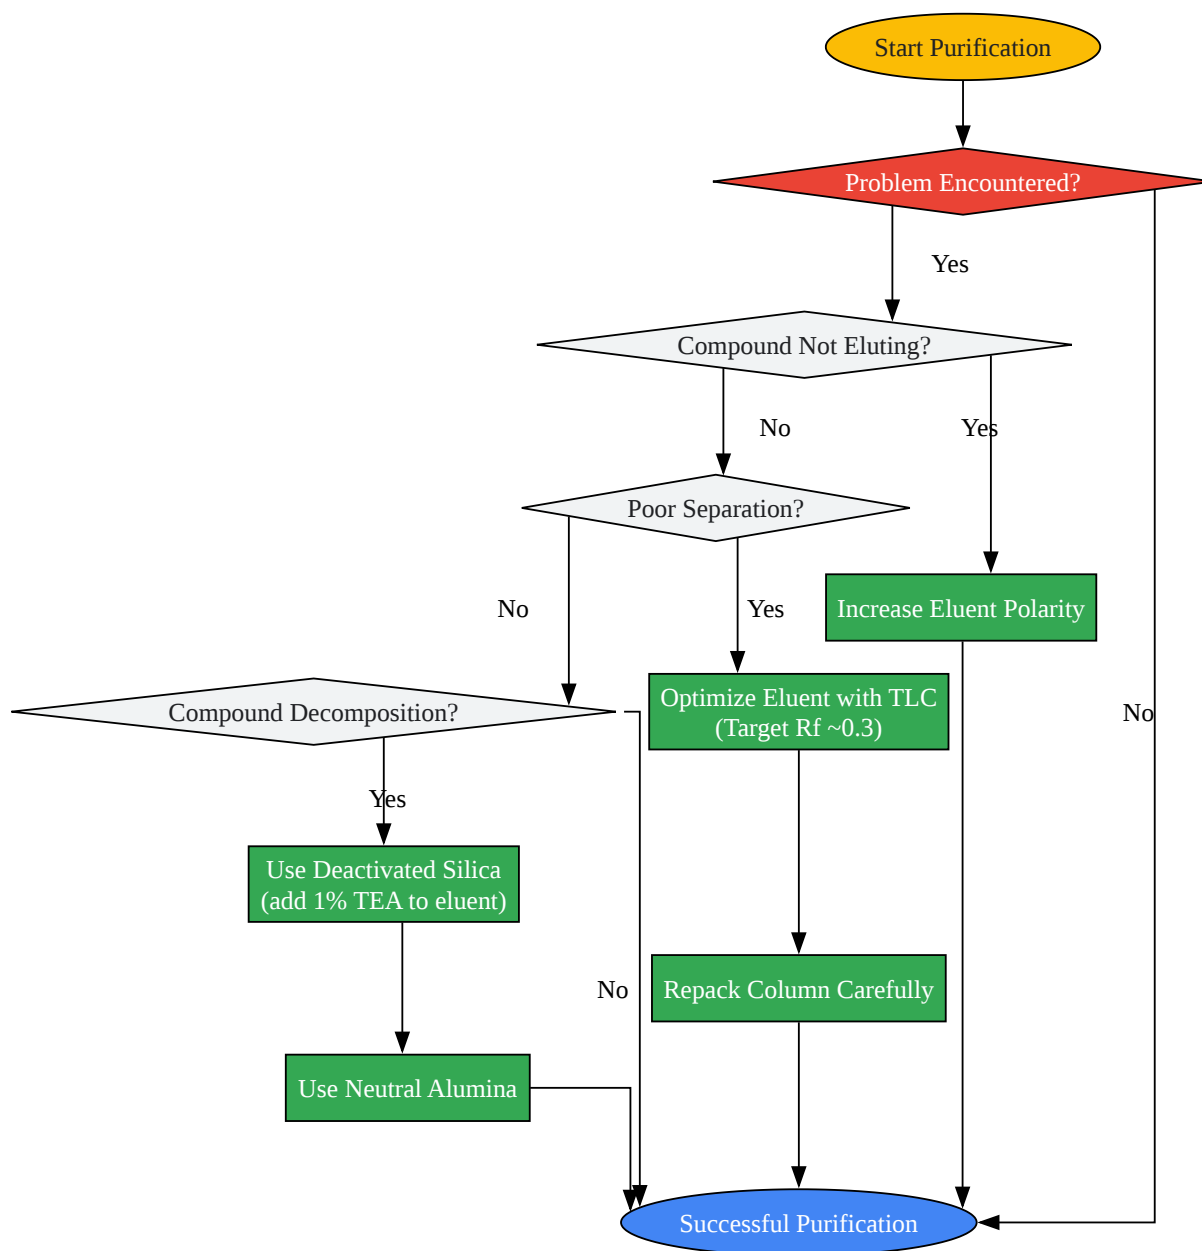 Start Purification
Problem Encountered?
Yes
Compound Not Eluting?
No
Yes
Poor Separation?
No
Yes
Increase Eluent Polarity
Optimize Eluent with TLC
(Target Rf ~0.3)
Compound Decomposition?
No
Yes
Use Deactivated Silica
(add 1% TEA to eluent)
No
Repack Column Carefully
Use Neutral Alumina
Successful Purification